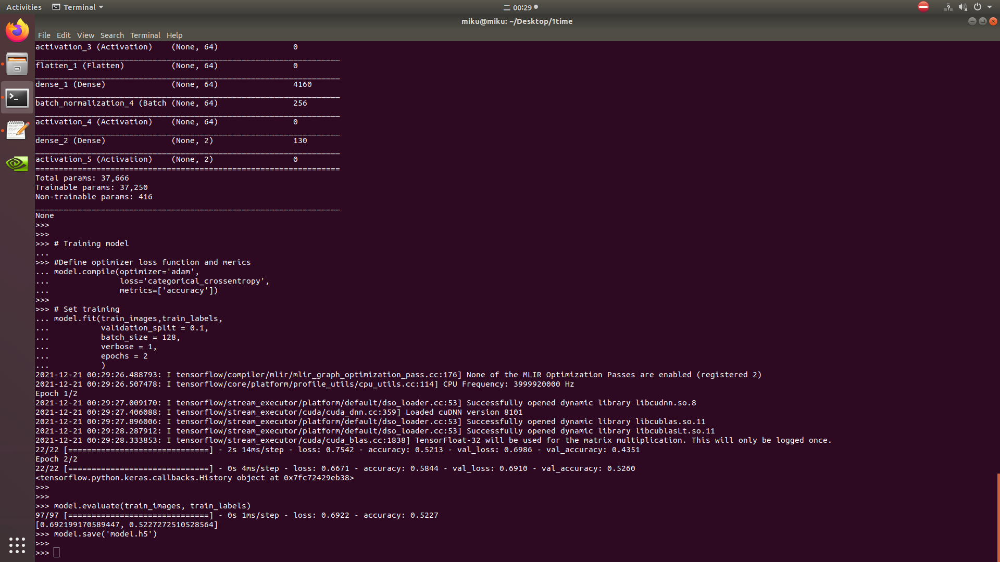 Activities Terminal 二 00:29
miku@miku: ~/Desktop/1time
File Edit View Search Terminal Help
activation_3 (Activation)    (None, 64)                0
_________________________________________________________________
flatten_1 (Flatten)          (None, 64)                0
_________________________________________________________________
dense_1 (Dense)              (None, 64)                4160
_________________________________________________________________
batch_normalization_4 (Batch (None, 64)                256
_________________________________________________________________
activation_4 (Activation)    (None, 64)                0
_________________________________________________________________
dense_2 (Dense)              (None, 2)                 130
_________________________________________________________________
activation_5 (Activation)    (None, 2)                 0
=================================================================
Total params: 37,666
Trainable params: 37,250
Non-trainable params: 416
_________________________________________________________________
None
>>>
>>>
>>> # Training model
...
>>> #Define optimizer loss function and merics
... model.compile(optimizer='adam',
...               loss='categorical_crossentropy',
...               metrics=['accuracy'])
>>>
>>> # Set training
... model.fit(train_images,train_labels,
...           validation_split = 0.1,
...           batch_size = 128,
...           verbose = 1,
...           epochs = 2
...           )
2021-12-21 00:29:26.488793: I tensorflow/compiler/mlir/mlir_graph_optimization_pass.cc:176] None of the MLIR Optimization Passes are enabled (registered 2)
2021-12-21 00:29:26.507478: I tensorflow/core/platform/profile_utils/cpu_utils.cc:114] CPU Frequency: 3999920000 Hz
Epoch 1/2
2021-12-21 00:29:27.009170: I tensorflow/stream_executor/platform/default/dso_loader.cc:53] Successfully opened dynamic library libcudnn.so.8
2021-12-21 00:29:27.406088: I tensorflow/stream_executor/cuda/cuda_dnn.cc:359] Loaded cuDNN version 8101
2021-12-21 00:29:27.896006: I tensorflow/stream_executor/platform/default/dso_loader.cc:53] Successfully opened dynamic library libcublas.so.11
2021-12-21 00:29:28.287912: I tensorflow/stream_executor/platform/default/dso_loader.cc:53] Successfully opened dynamic library libcublasLt.so.11
2021-12-21 00:29:28.333853: I tensorflow/stream_executor/cuda/cuda_blas.cc:1838] TensorFloat-32 will be used for the matrix multiplication. This will only be logged once.
22/22 [==============================] - 2s 14ms/step - loss: 0.7542 - accuracy: 0.5213 - val_loss: 0.6986 - val_accuracy: 0.4351
Epoch 2/2
22/22 [==============================] - 0s 4ms/step - loss: 0.6671 - accuracy: 0.5844 - val_loss: 0.6910 - val_accuracy: 0.5260
<tensorflow.python.keras.callbacks.History object at 0x7fc72429eb38>
>>>
>>>
>>> model.evaluate(train_images, train_labels)
97/97 [==============================] - 0s 1ms/step - loss: 0.6922 - accuracy: 0.5227
[0.692199170589447, 0.5227272510528564]
>>> model.save('model.h5')
>>>
>>>